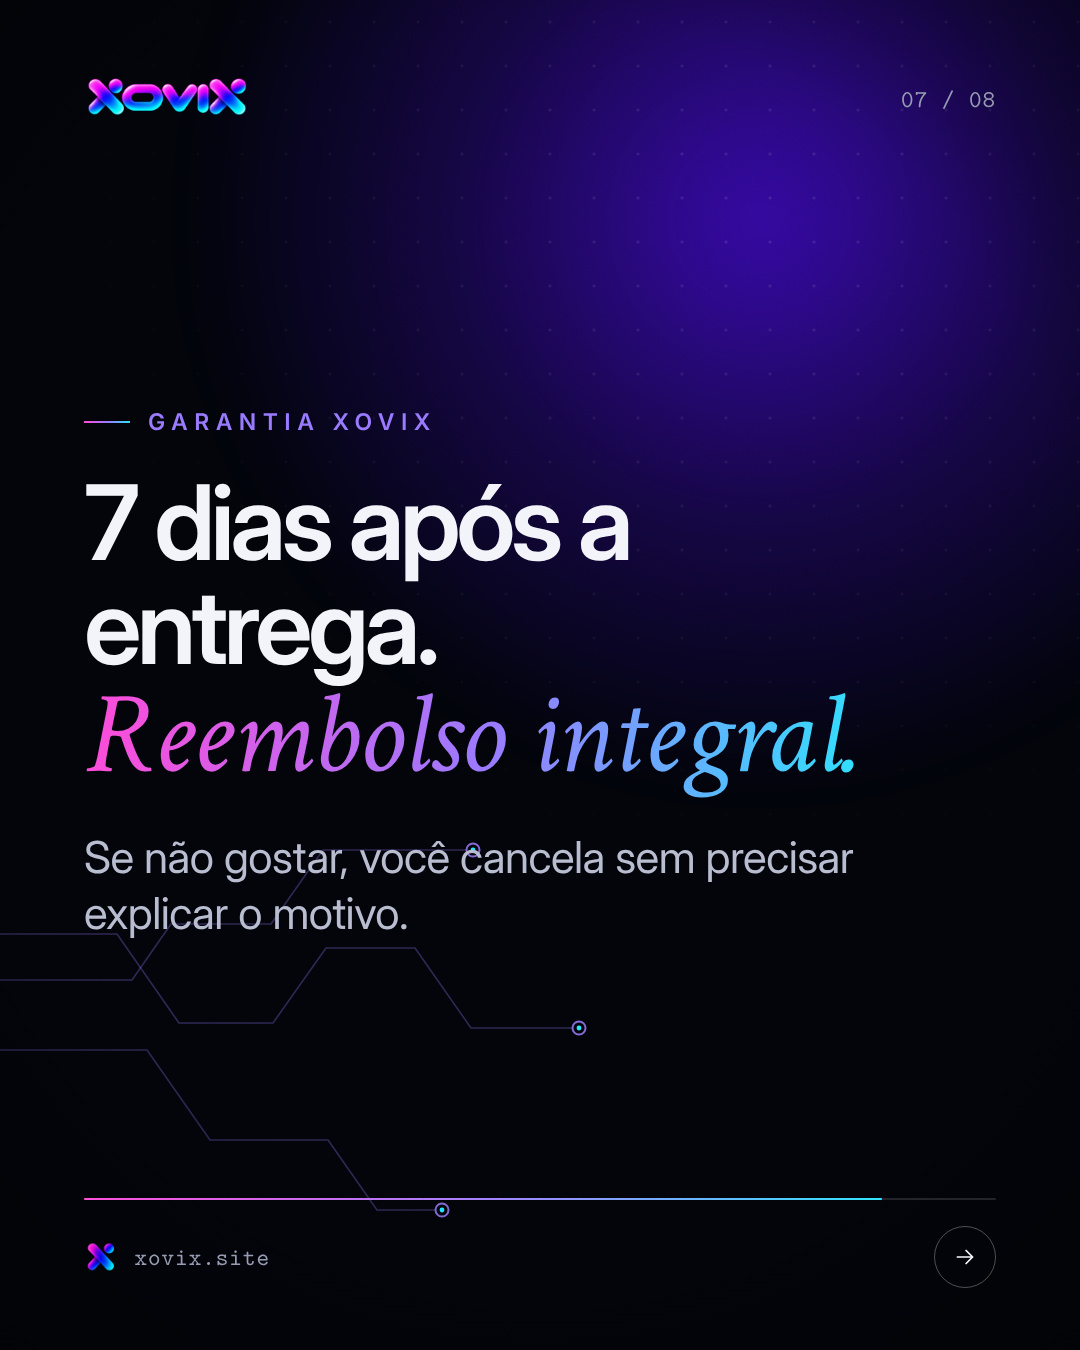 XOVIX
07 / 08
GARANTIA XOVIX
7 dias após a
entrega.
Reembolso integral.
Se não gostar, você cancela sem precisar
explicar o motivo.
xovix.site